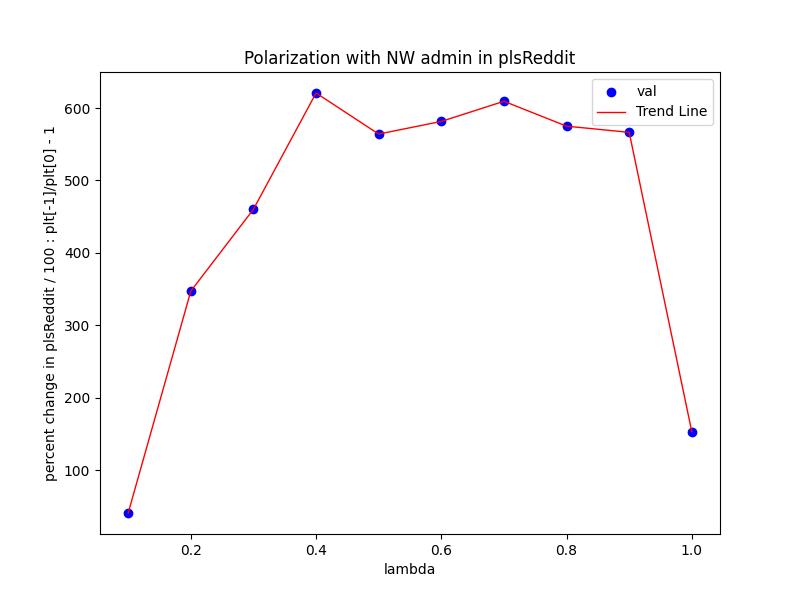 Polarization with NW admin in plsReddit
val
Trend Line
percent change in plsReddit / 100 : plt[-1]/plt[0] - 1
600
500
400
300
200
100
0.2 0.4 0.6 0.8 1.0
lambda